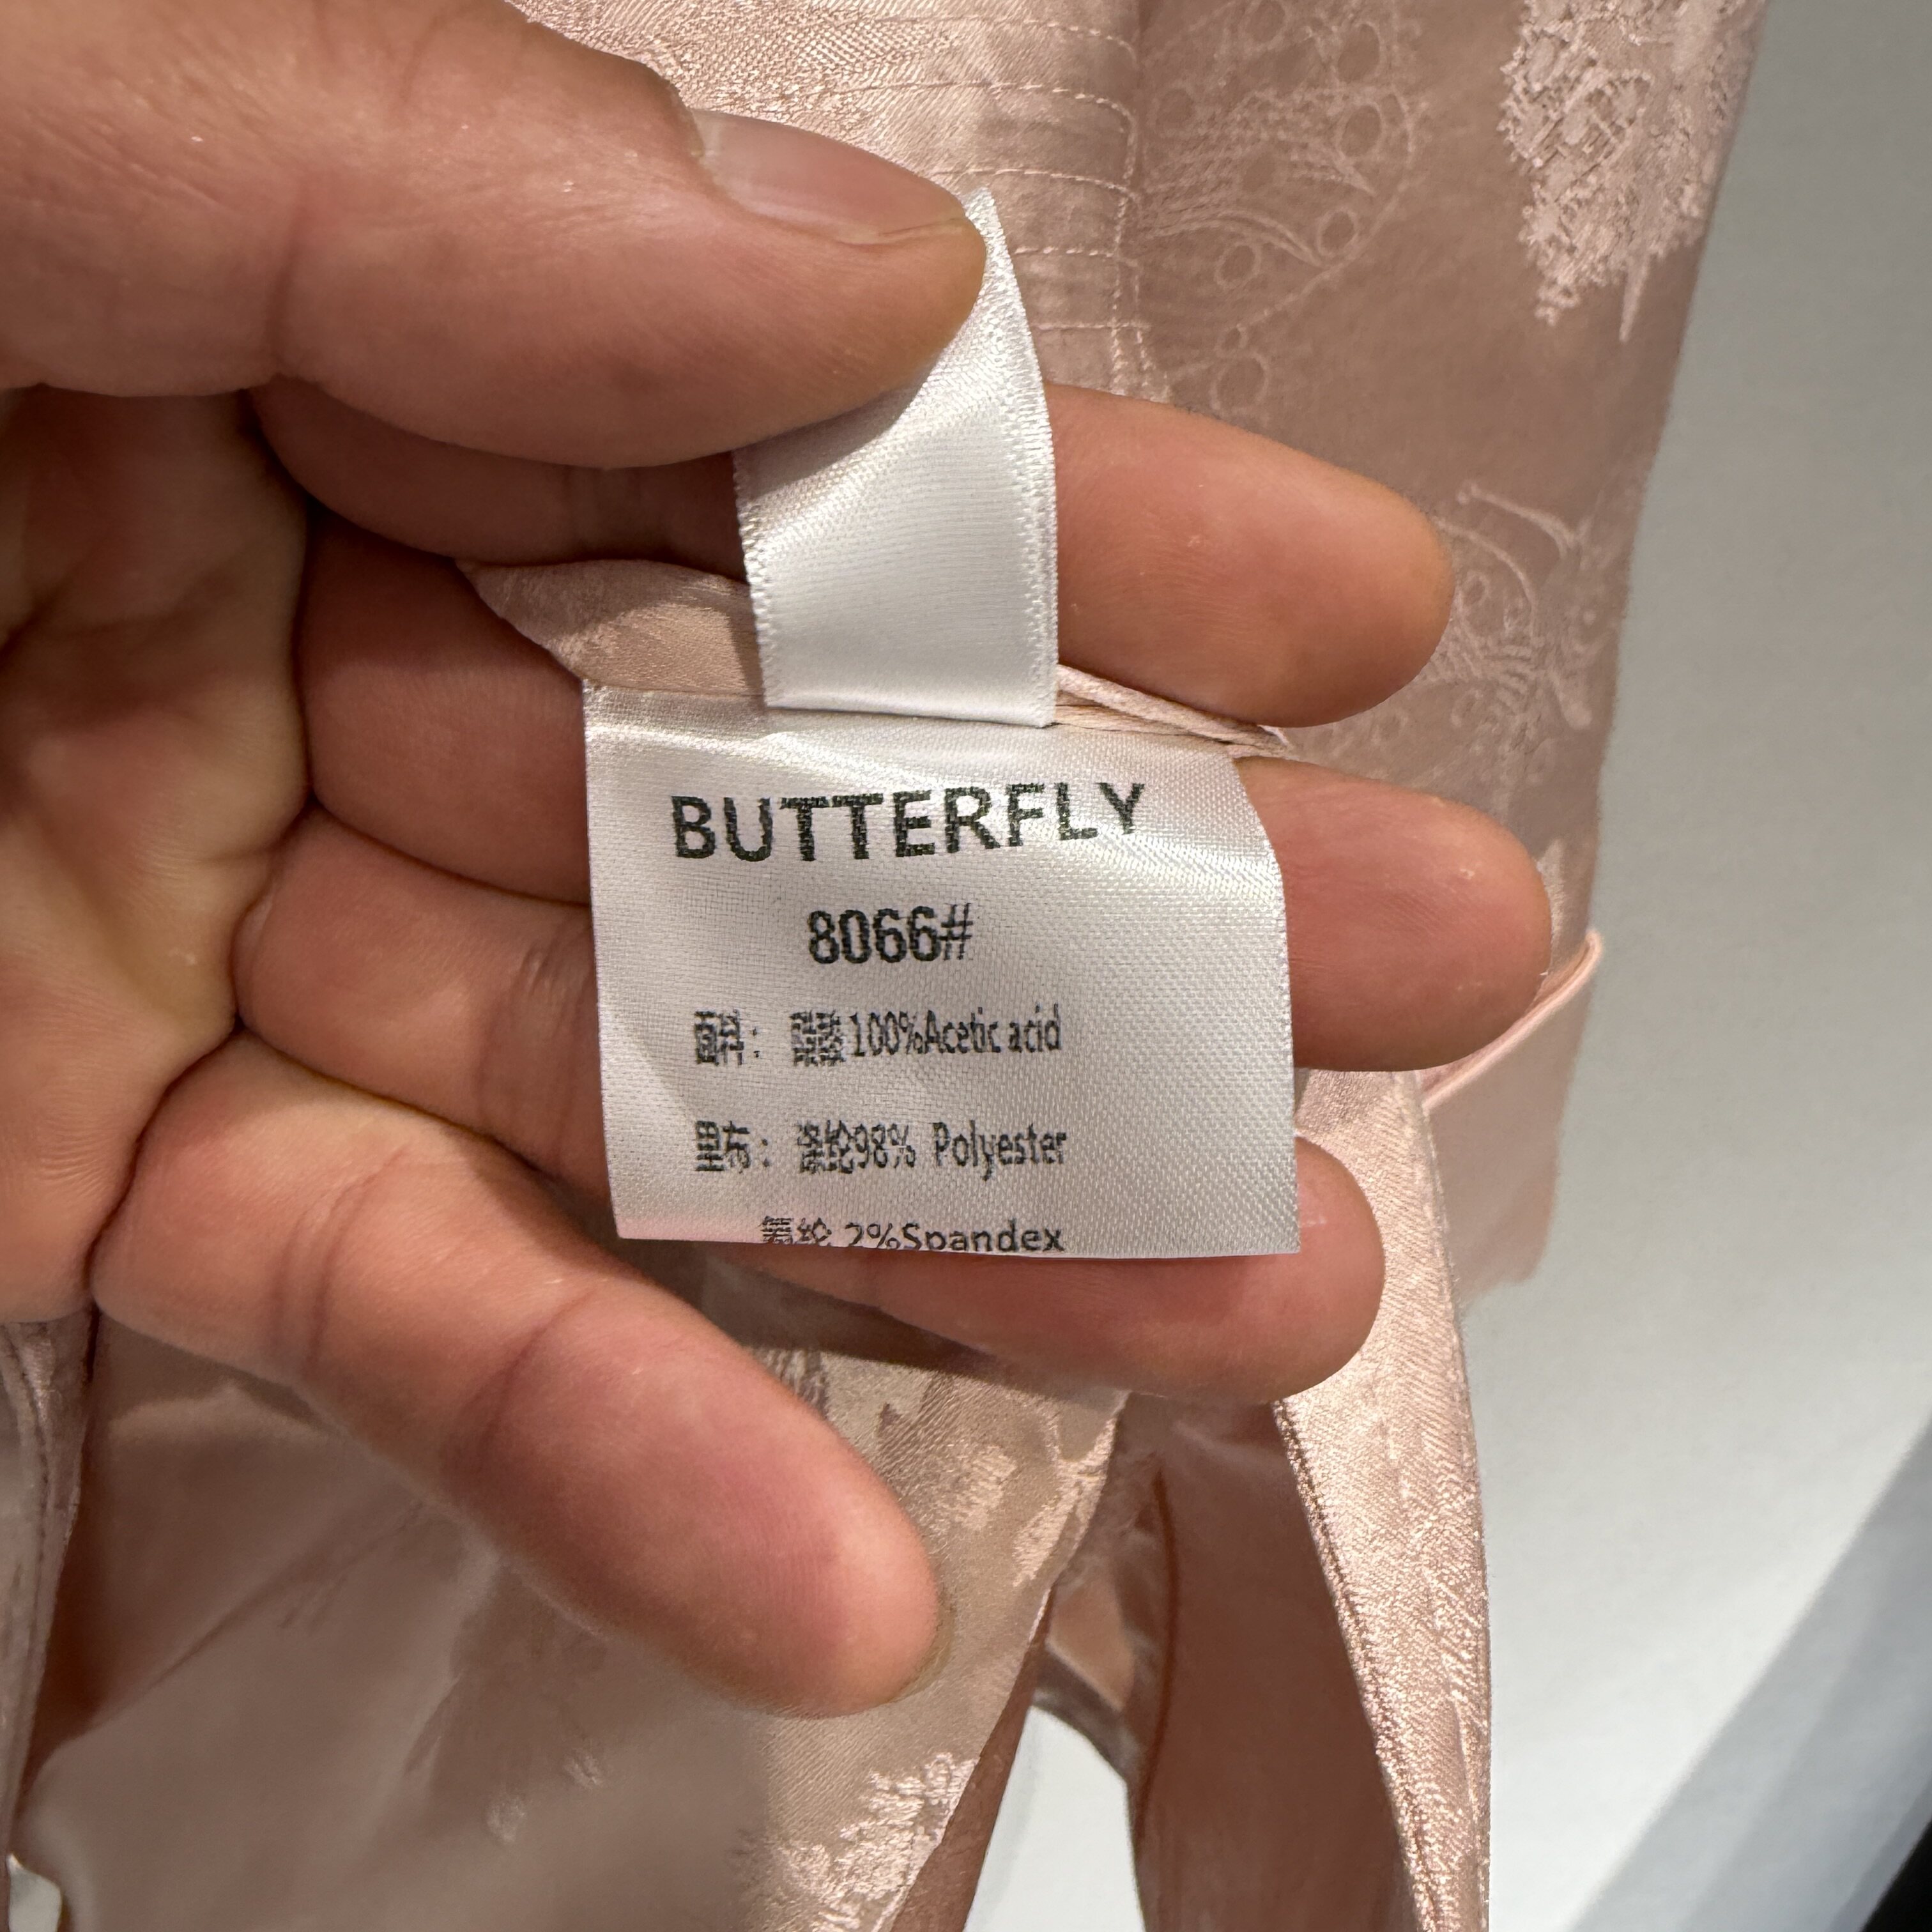 BUTTERFLY
8066#
面料: 醋酸100%Acetic acid
里布: 涤纶98% Polyester
氨纶 2%Spandex